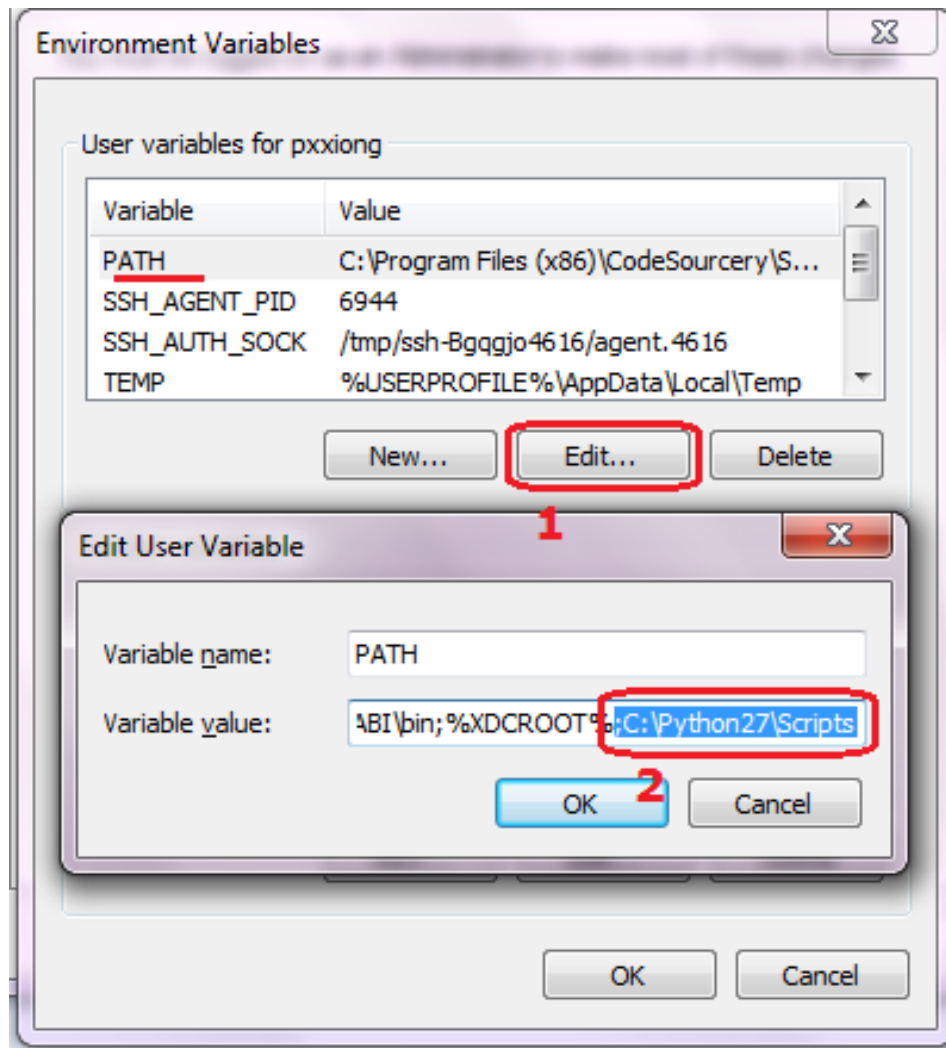 Environment Variables
User variables for pxxiong
Variable Value
PATH C:\Program Files (x86)\CodeSourcery\S...
SSH_AGENT_PID 6944
SSH_AUTH_SOCK /tmp/ssh-Bgqgjo4616/agent.4616
TEMP %USERPROFILE%\AppData\Local\Temp
New... Edit... Delete
1
Edit User Variable
Variable name: PATH
Variable value: ABI\bin;%XDCROOT%;C:\Python27\Scripts
2
OK Cancel
OK Cancel